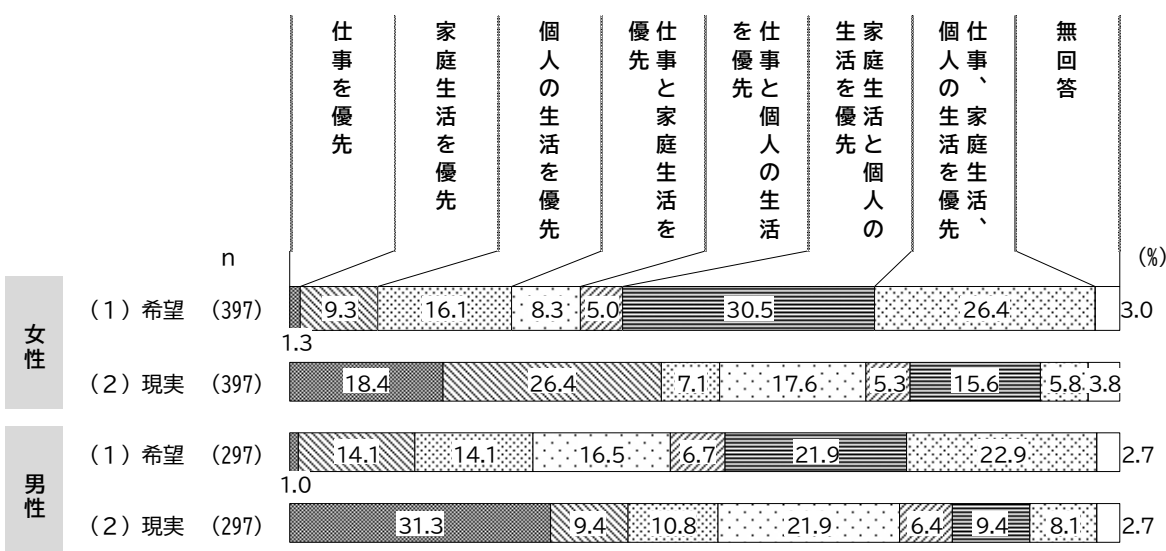 仕事を優先
家庭生活を優先
個人の生活を優先
仕事と家庭生活を
優先
仕事と個人の生活
を優先
家庭生活と個人の
生活を優先
仕事、家庭生活、
個人の生活を優先
無回答
n
(%)
女性
（1）希望 (397)
9.3 16.1 8.3 5.0 30.5 26.4 3.0
1.3
（2）現実 (397)
18.4 26.4 7.1 17.6 5.3 15.6 5.8 3.8
男性
（1）希望 (297)
14.1 14.1 16.5 6.7 21.9 22.9 2.7
1.0
（2）現実 (297)
31.3 9.4 10.8 21.9 6.4 9.4 8.1 2.7